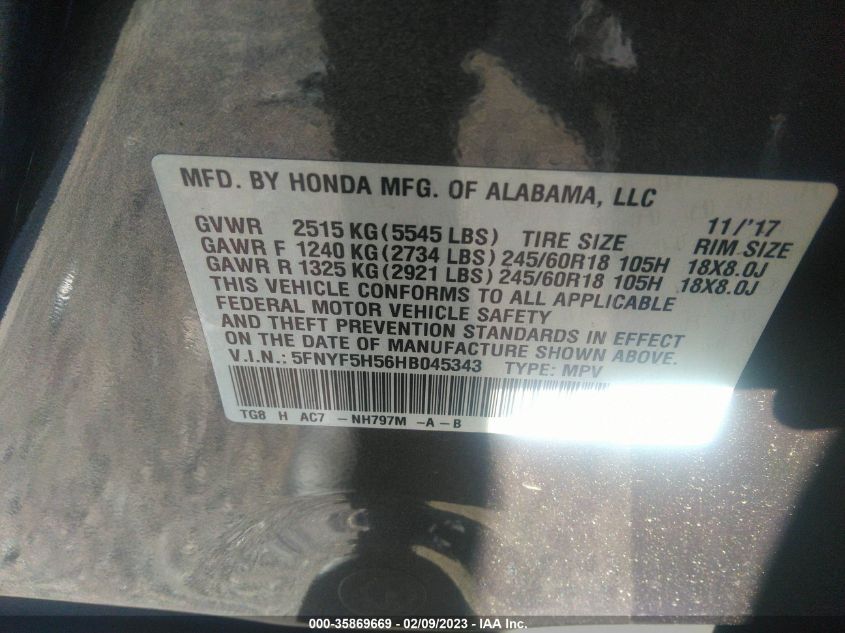 MFD. BY HONDA MFG. OF ALABAMA, LLC
11/'17
GVWR 2515 KG (5545 LBS) TIRE SIZE RIM SIZE
GAWR F 1240 KG (2734 LBS) 245/60R18 105H 18X8.0J
GAWR R 1325 KG (2921 LBS) 245/60R18 105H 18X8.0J
THIS VEHICLE CONFORMS TO ALL APPLICABLE
FEDERAL MOTOR VEHICLE SAFETY
AND THEFT PREVENTION STANDARDS IN EFFECT
ON THE DATE OF MANUFACTURE SHOWN ABOVE.
V.I.N.: 5FNYF5H56HB045343 TYPE: MPV
TG8 H AC7 -NH797M -A-B
000-35869669 - 02/09/2023 - IAA Inc.